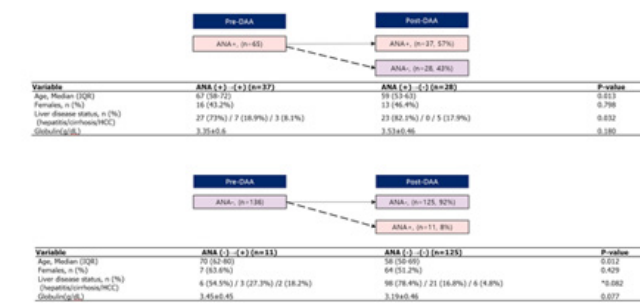 Pre-DAA Post-DAA
ANA+, (n=65) ANA+, (n=37, 57%)
ANA-, (n=28, 43%)
Variable ANA (+)→(+) (n=37) ANA (+)→(-) (n=28) P-value
Age, Median (IQR) 67 (58-72) 59 (53-63) 0.013
Females, n (%) 16 (43.2%) 13 (46.4%) 0.798
Liver disease status, n (%)
(hepatitis/cirrhosis/HCC) 27 (73%) / 7 (18.9%) / 3 (8.1%) 23 (82.1%) / 0 / 5 (17.9%) 0.032
Globulin(g/dL) 3.35±0.6 3.53±0.46 0.180
Pre-DAA Post-DAA
ANA-, (n=136) ANA-, (n=125, 92%)
ANA+, (n=11, 8%)
Variable ANA (-)→(+) (n=11) ANA (-)→(-) (n=125) P-value
Age, Median (IQR) 70 (62-80) 58 (50-69) 0.012
Females, n (%) 7 (63.6%) 64 (51.2%) 0.429
Liver disease status, n (%)
(hepatitis/cirrhosis/HCC) 6 (54.5%) / 3 (27.3%) /2 (18.2%) 98 (78.4%) / 21 (16.8%) / 6 (4.8%) *0.082
Globulin(g/dL) 3.45±0.45 3.19±0.46 0.077